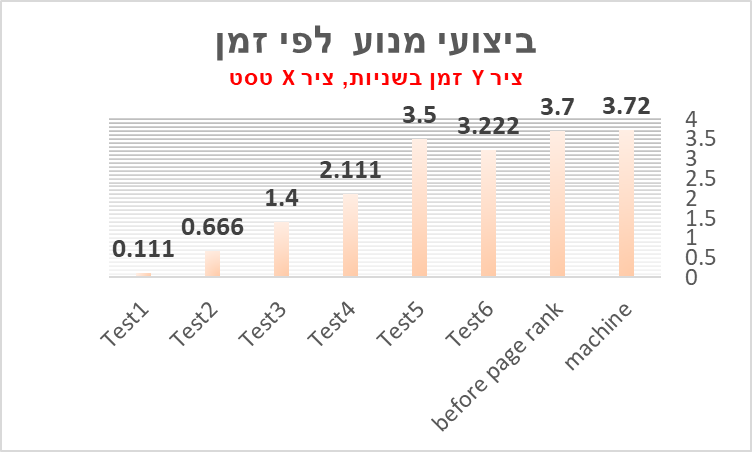 ביצועי מנוע לפי זמן
ציר Y זמן בשניות, ציר X טסט
0.111
0.666
1.4
2.111
3.5
3.222
3.7
3.72
4
3.5
3
2.5
2
1.5
1
0.5
0
Test1
Test2
Test3
Test4
Test5
Test6
before page rank
machine